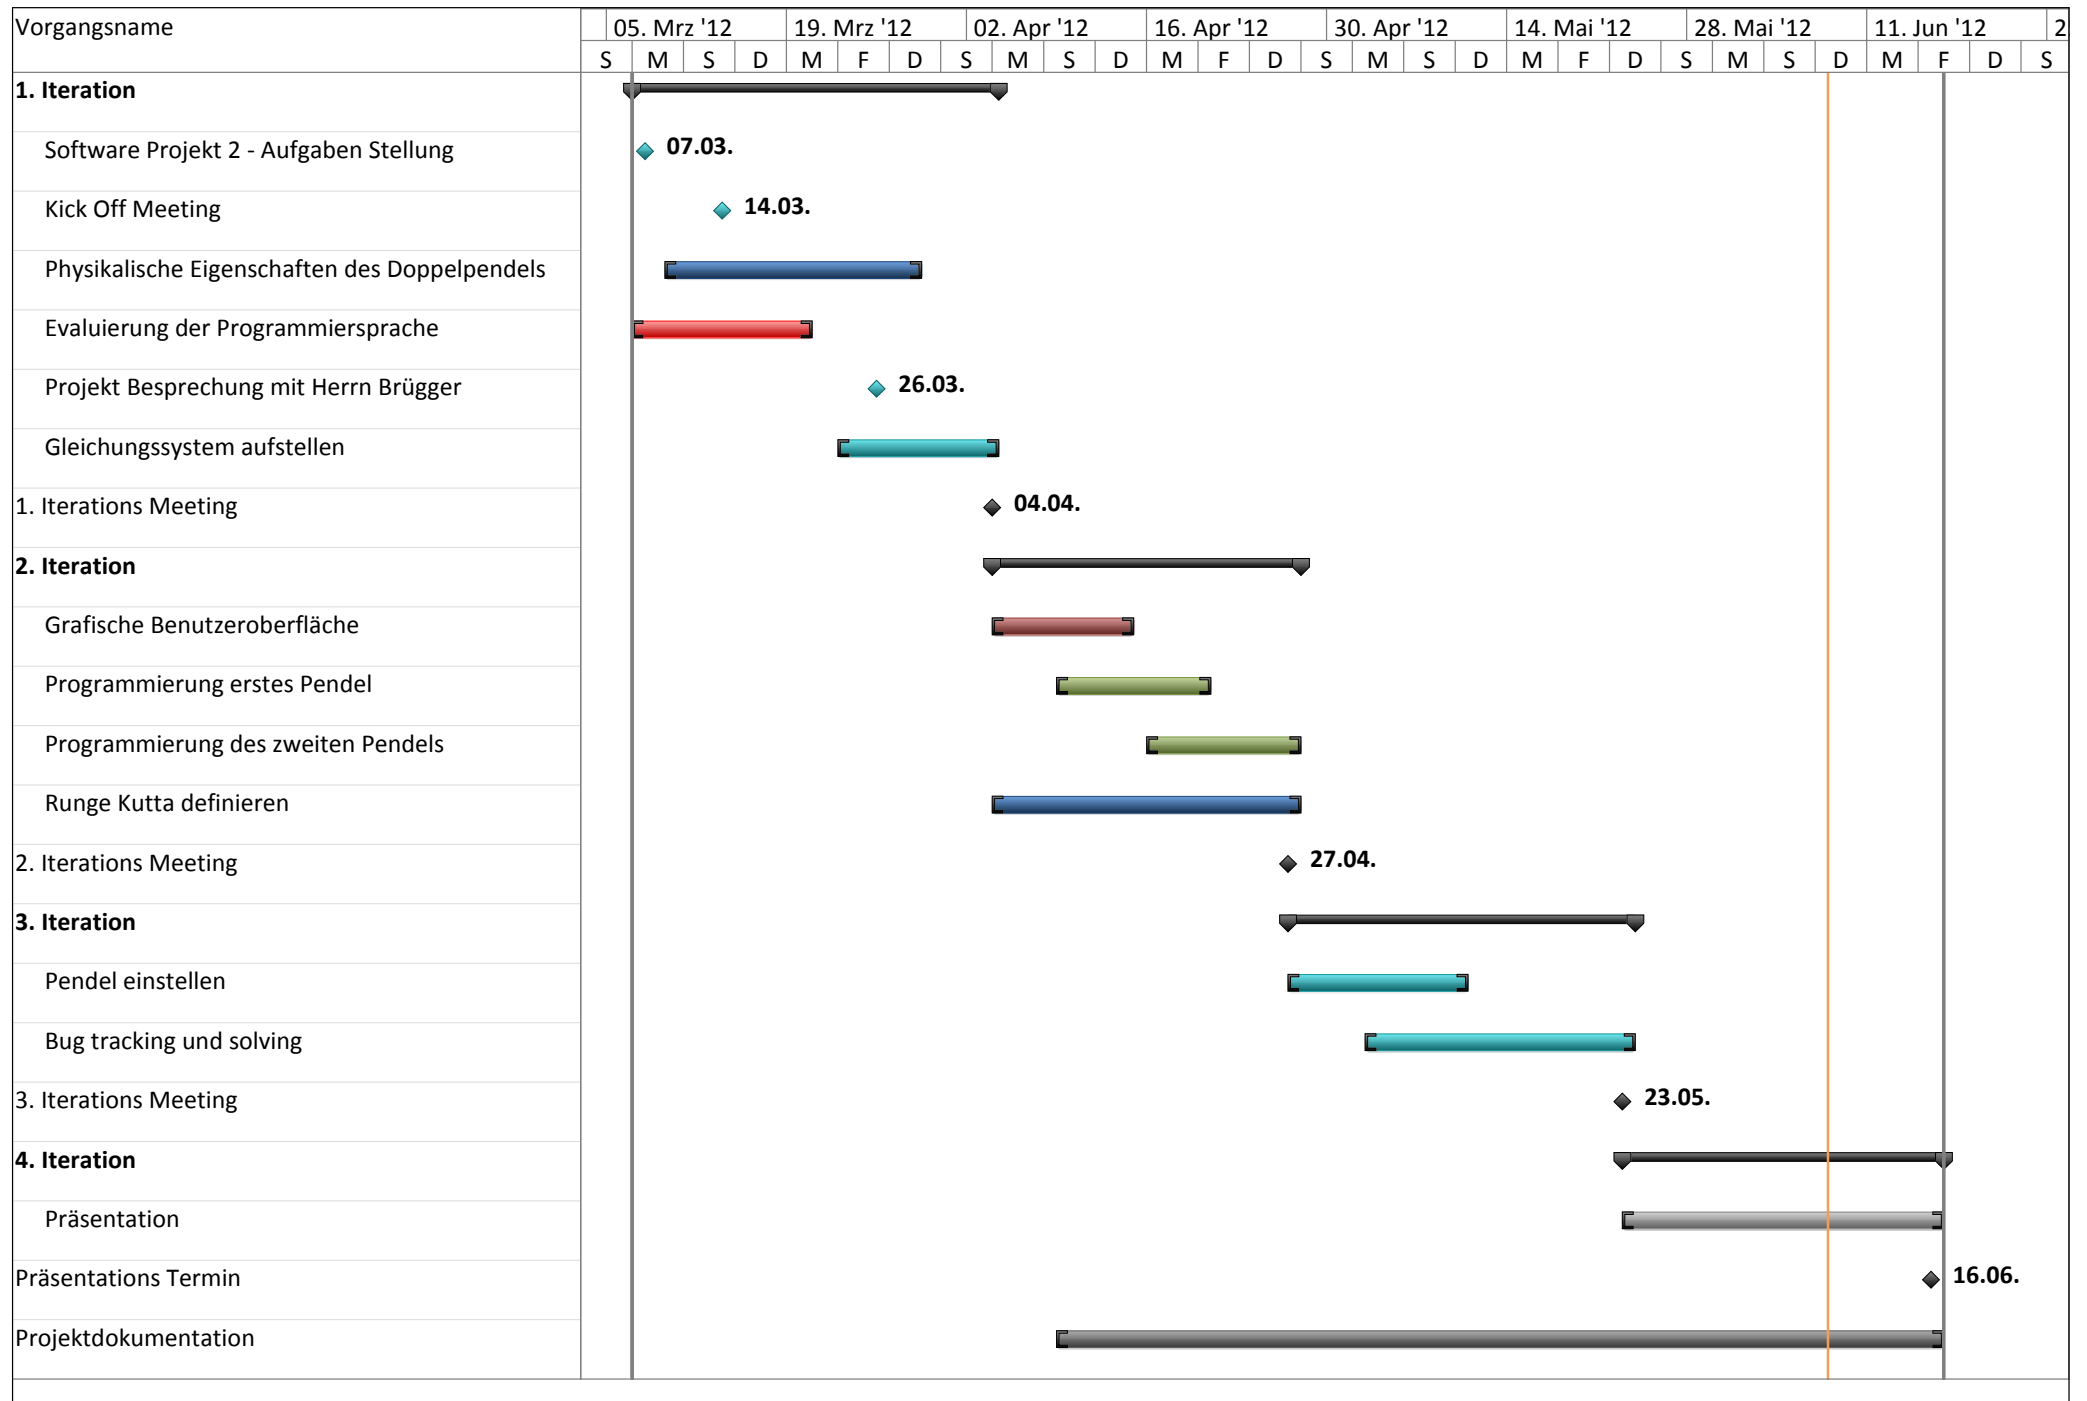 Vorgangsname 05. Mrz '12 19. Mrz '12 02. Apr '12 16. Apr '12 30. Apr '12 14. Mai '12 28. Mai '12 11. Jun '12 2
S M S D M F D S M S D M F D S M S D M F D S M S D M F D S
1. Iteration
Software Projekt 2 - Aufgaben Stellung 07.03.
Kick Off Meeting 14.03.
Physikalische Eigenschaften des Doppelpendels
Evaluierung der Programmiersprache
Projekt Besprechung mit Herrn Brügger 26.03.
Gleichungssystem aufstellen
1. Iterations Meeting 04.04.
2. Iteration
Grafische Benutzeroberfläche
Programmierung erstes Pendel
Programmierung des zweiten Pendels
Runge Kutta definieren
2. Iterations Meeting 27.04.
3. Iteration
Pendel einstellen
Bug tracking und solving
3. Iterations Meeting 23.05.
4. Iteration
Präsentation
Präsentations Termin 16.06.
Projektdokumentation